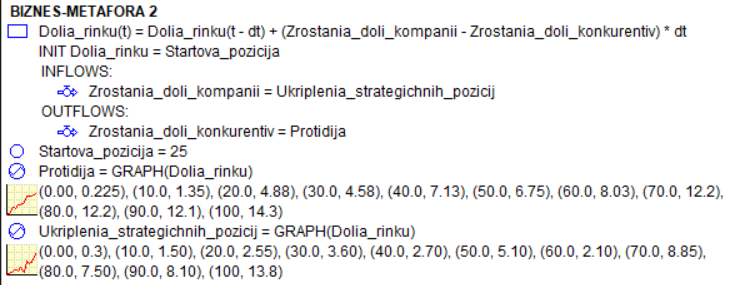 BIZNES-METAFORA 2
Dolia_rinku(t) = Dolia_rinku(t - dt) + (Zrostania_doli_kompanii - Zrostania_doli_konkurentiv) * dt
INIT Dolia_rinku = Startova_pozicija
INFLOWS:
Zrostania_doli_kompanii = Ukriplenia_strategichnih_pozicij
OUTFLOWS:
Zrostania_doli_konkurentiv = Protidija
Startova_pozicija = 25
Protidija = GRAPH(Dolia_rinku)
(0.00, 0.225), (10.0, 1.35), (20.0, 4.88), (30.0, 4.58), (40.0, 7.13), (50.0, 6.75), (60.0, 8.03), (70.0, 12.2),
(80.0, 12.2), (90.0, 12.1), (100, 14.3)
Ukriplenia_strategichnih_pozicij = GRAPH(Dolia_rinku)
(0.00, 0.3), (10.0, 1.50), (20.0, 2.55), (30.0, 3.60), (40.0, 2.70), (50.0, 5.10), (60.0, 2.10), (70.0, 8.85),
(80.0, 7.50), (90.0, 8.10), (100, 13.8)